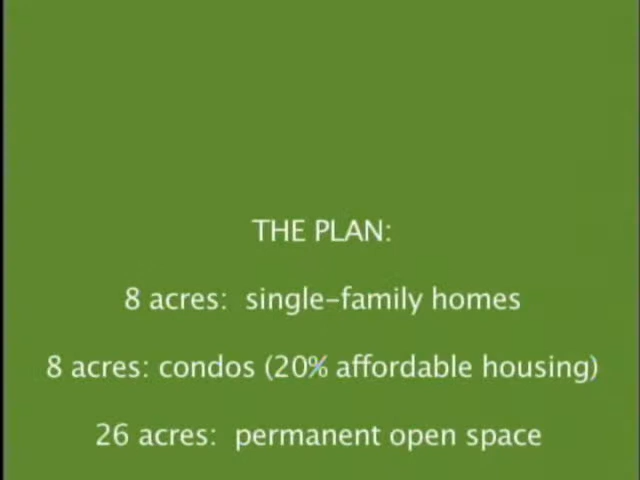 THE PLAN:
8 acres:  single-family homes
8 acres: condos (20% affordable housing)
26 acres:  permanent open space